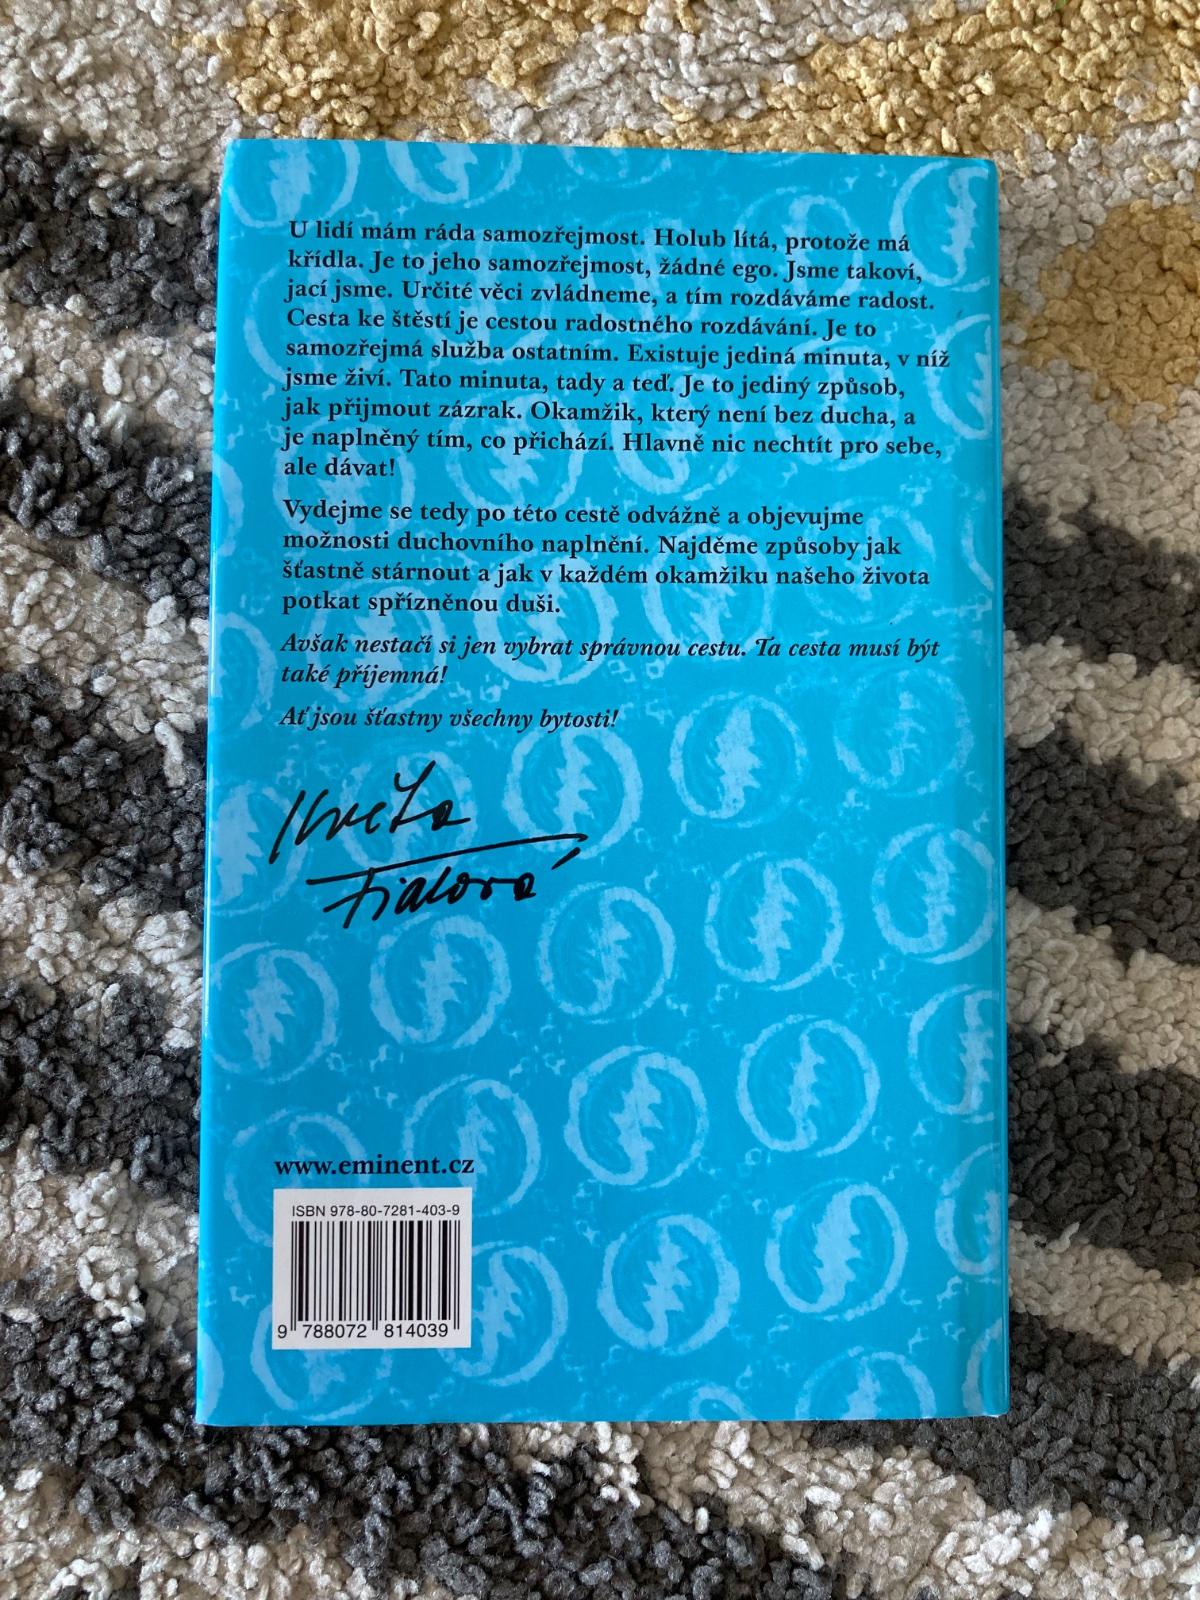 U lidí mám ráda samozřejmost. Holub lítá, protože má
křídla. Je to jeho samozřejmost, žádné ego. Jsme takoví,
jací jsme. Určité věci zvládneme, a tím rozdáváme radost.
Cesta ke štěstí je cestou radostného rozdávání. Je to
samozřejmá služba ostatním. Existuje jediná minuta, v níž
jsme živí. Tato minuta, tady a teď. Je to jediný způsob,
jak přijmout zázrak. Okamžik, který není bez ducha, a
je naplněný tím, co přichází. Hlavně nic nechtít pro sebe,
ale dávat!
Vydejme se tedy po této cestě odvážně a objevujme
možnosti duchovního naplnění. Najděme způsoby jak
šťastně stárnout a jak v každém okamžiku našeho života
potkat spřízněnou duši.
Avšak nestačí si jen vybrat správnou cestu. Ta cesta musí být
také příjemná!
Ať jsou šťastny všechny bytosti!
Květa
Fialová
www.eminent.cz
ISBN 978-80-7281-403-9
9 788072 814039